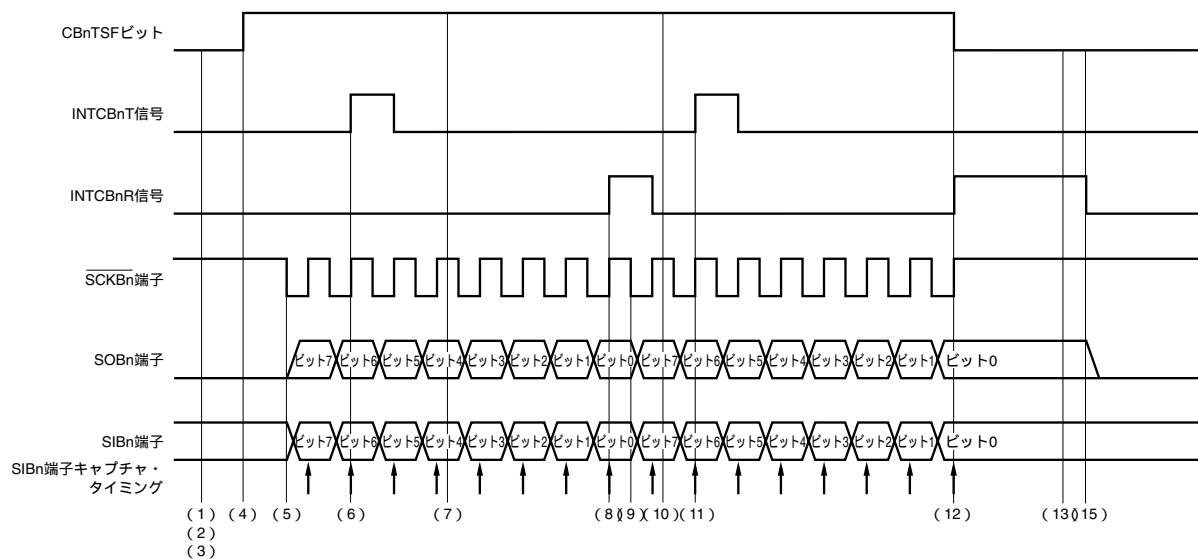 CBnTSFビット
INTCBnT信号
INTCBnR信号
SCKBn端子
SOBn端子
ビット7 ビット6 ビット5 ビット4 ビット3 ビット2 ビット1 ビット0 ビット7 ビット6 ビット5 ビット4 ビット3 ビット2 ビット1 ビット0
SIBn端子
ビット7 ビット6 ビット5 ビット4 ビット3 ビット2 ビット1 ビット0 ビット7 ビット6 ビット5 ビット4 ビット3 ビット2 ビット1 ビット0
SIBn端子キャプチャ・
タイミング
(1) (4) (5) (6) (7) (8)(9)(10)(11) (12) (13)(15)
(2)
(3)